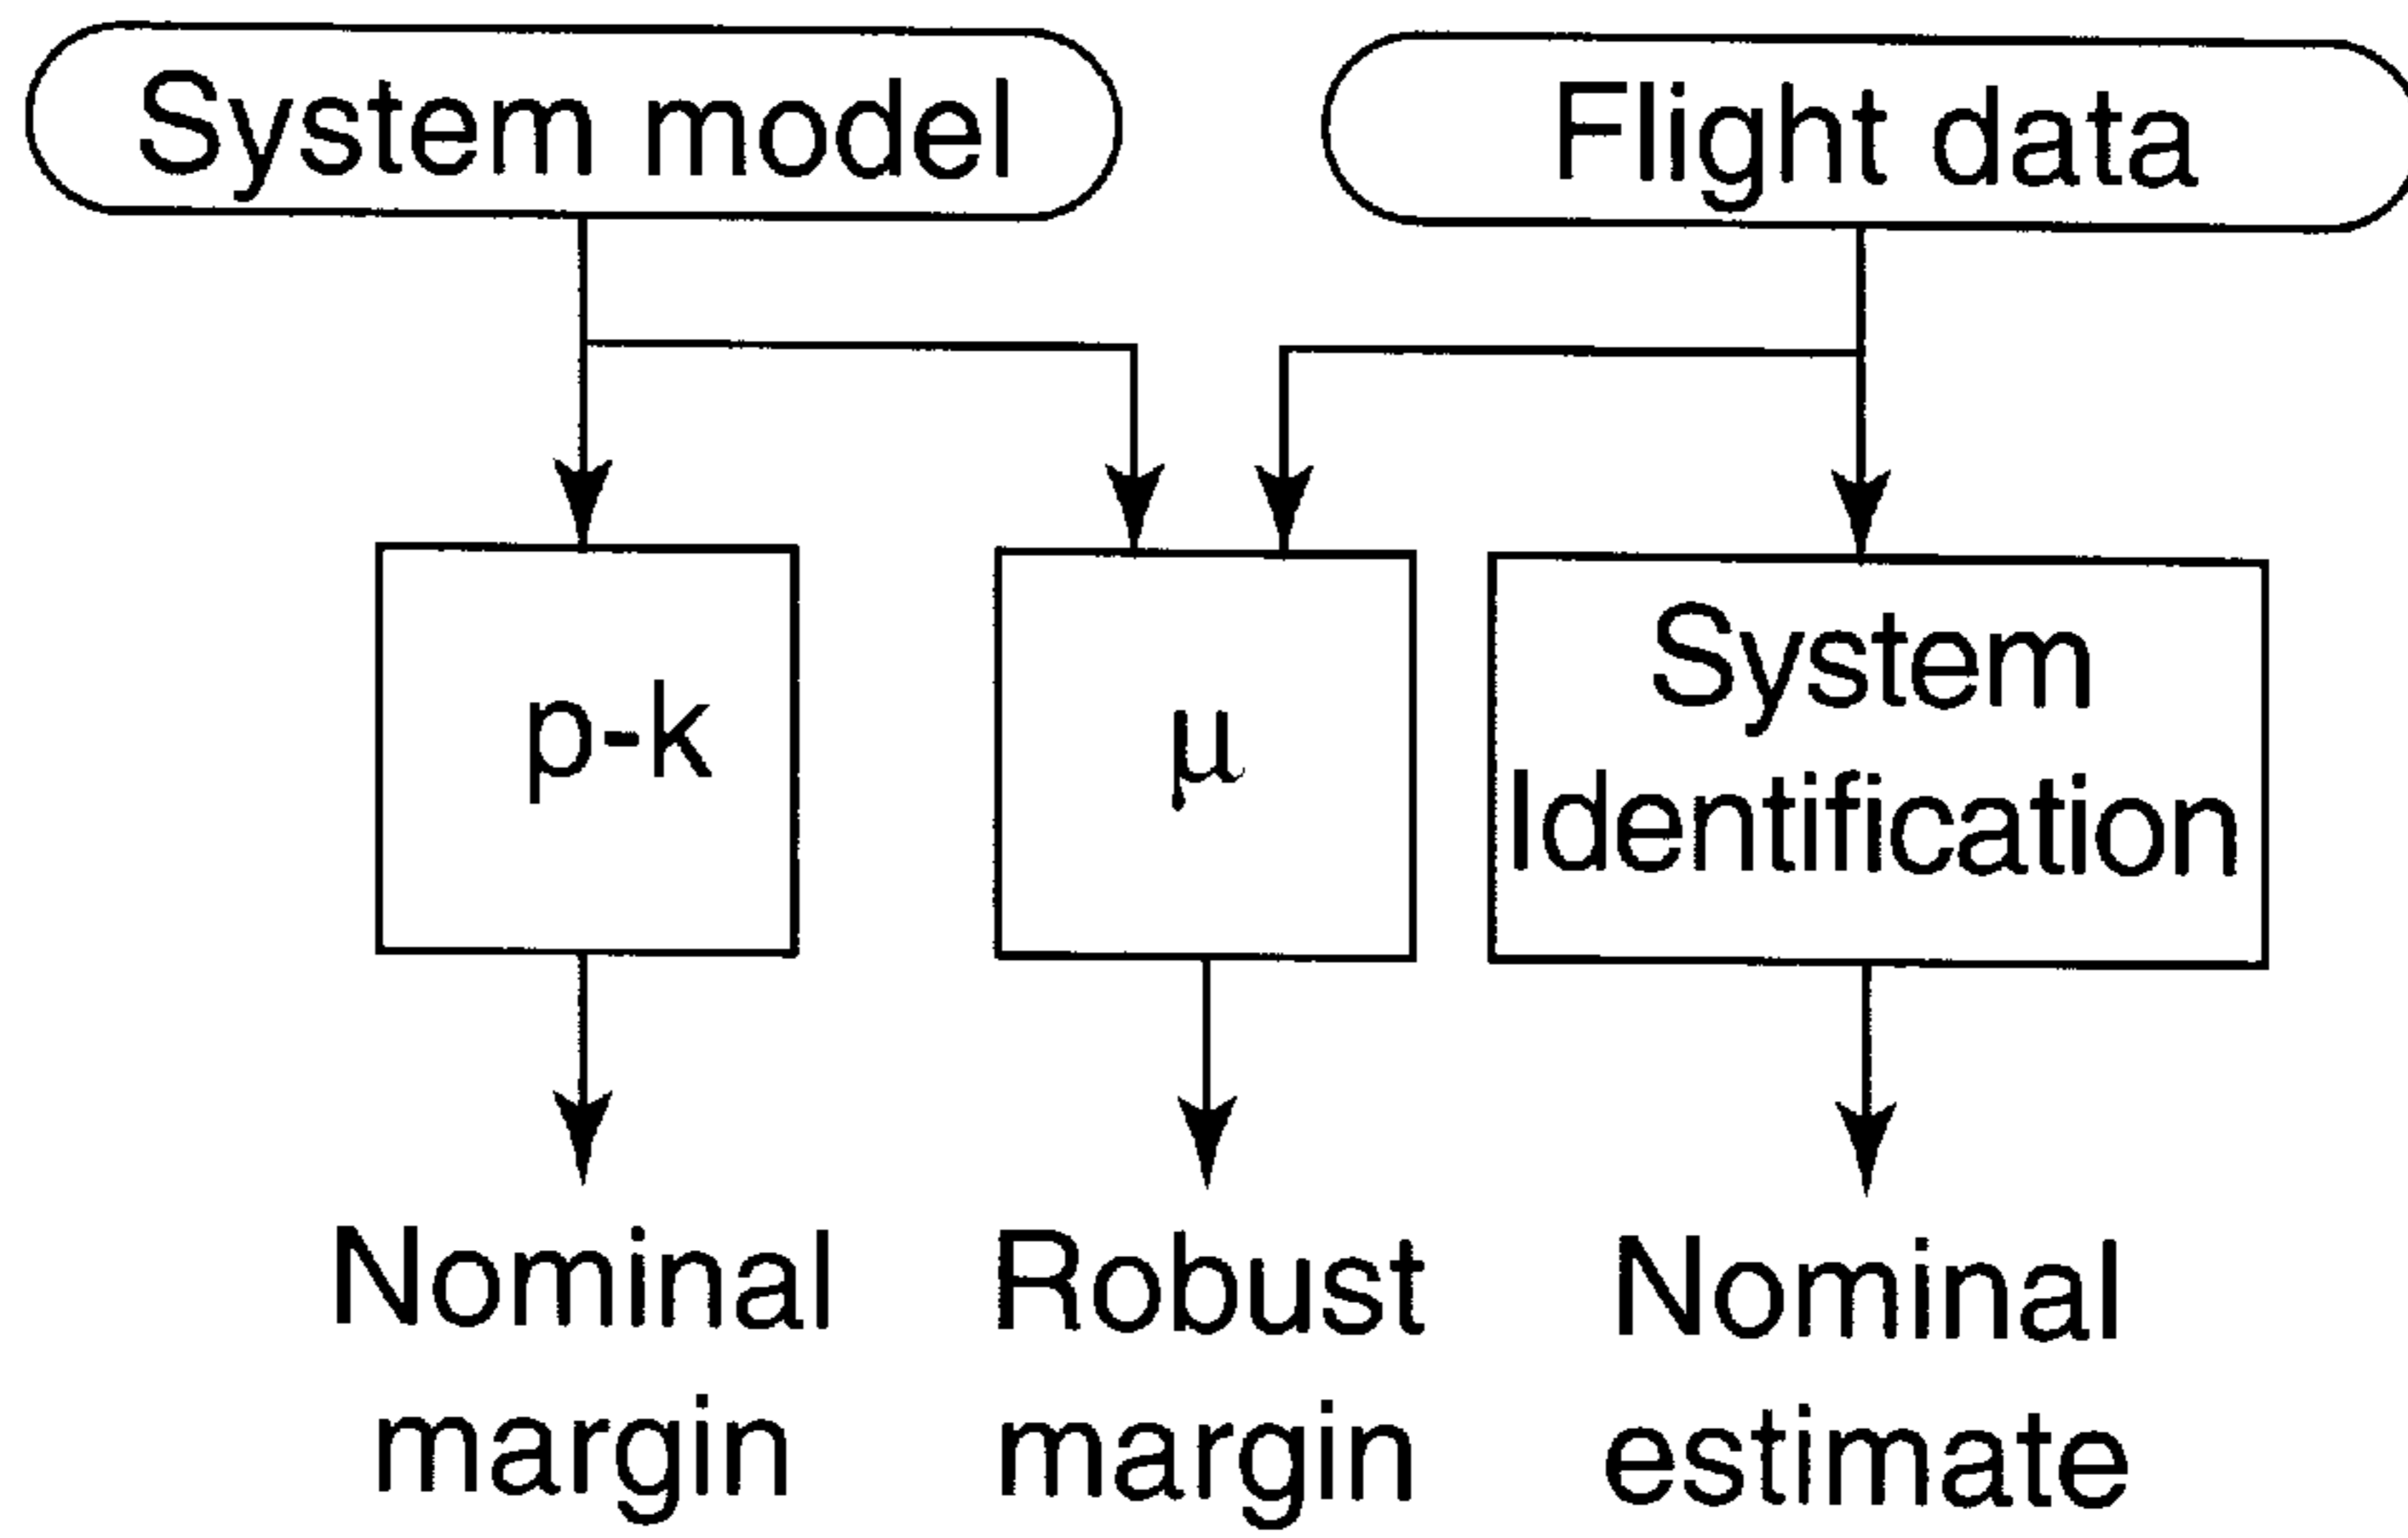 System model
Flight data
p-k
μ
System
Identification
Nominal
margin
Robust
margin
Nominal
estimate